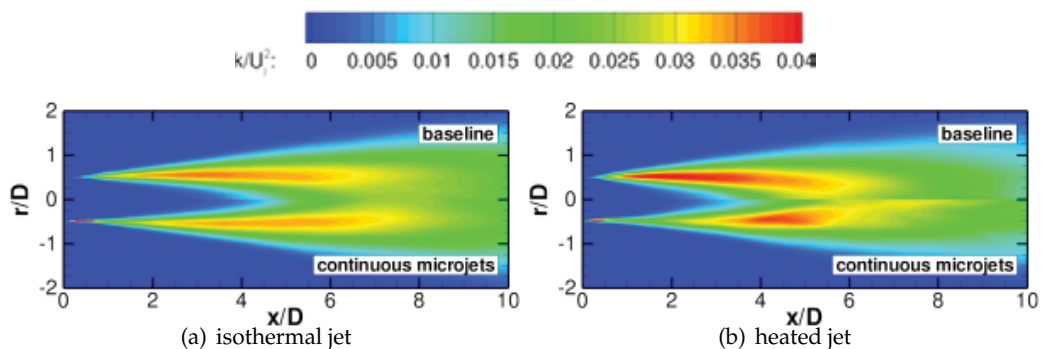 k/U²ⱼ: 0 0.005 0.01 0.015 0.02 0.025 0.03 0.035 0.04
2
1
0
-1
-2
r/D
baseline
continuous microjets
0 2 4 6 8 10
x/D
(a) isothermal jet
2
1
0
-1
-2
r/D
baseline
continuous microjets
0 2 4 6 8 10
x/D
(b) heated jet